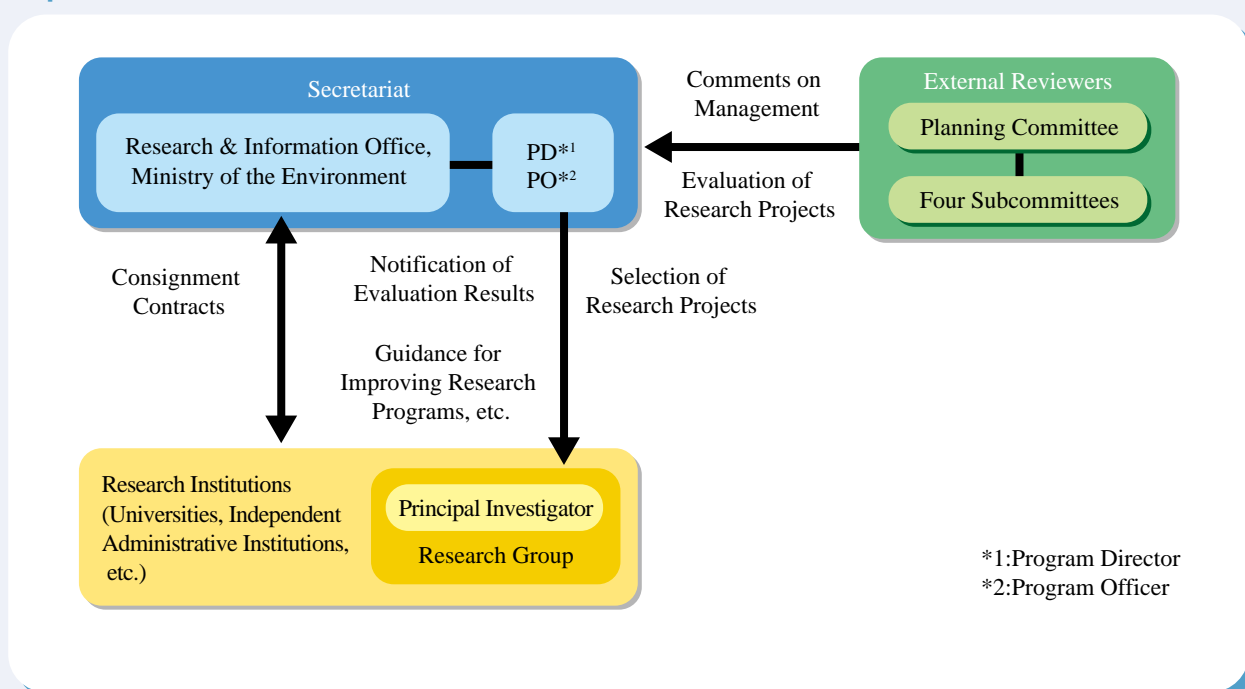 Secretariat
Research & Information Office,
Ministry of the Environment
PD*1
PO*2
Comments on
Management
Evaluation of
Research Projects
External Reviewers
Planning Committee
Four Subcommittees
Consignment
Contracts
Notification of
Evaluation Results
Guidance for
Improving Research
Programs, etc.
Selection of
Research Projects
Research Institutions
(Universities, Independent
Administrative Institutions,
etc.)
Principal Investigator
Research Group
*1:Program Director
*2:Program Officer